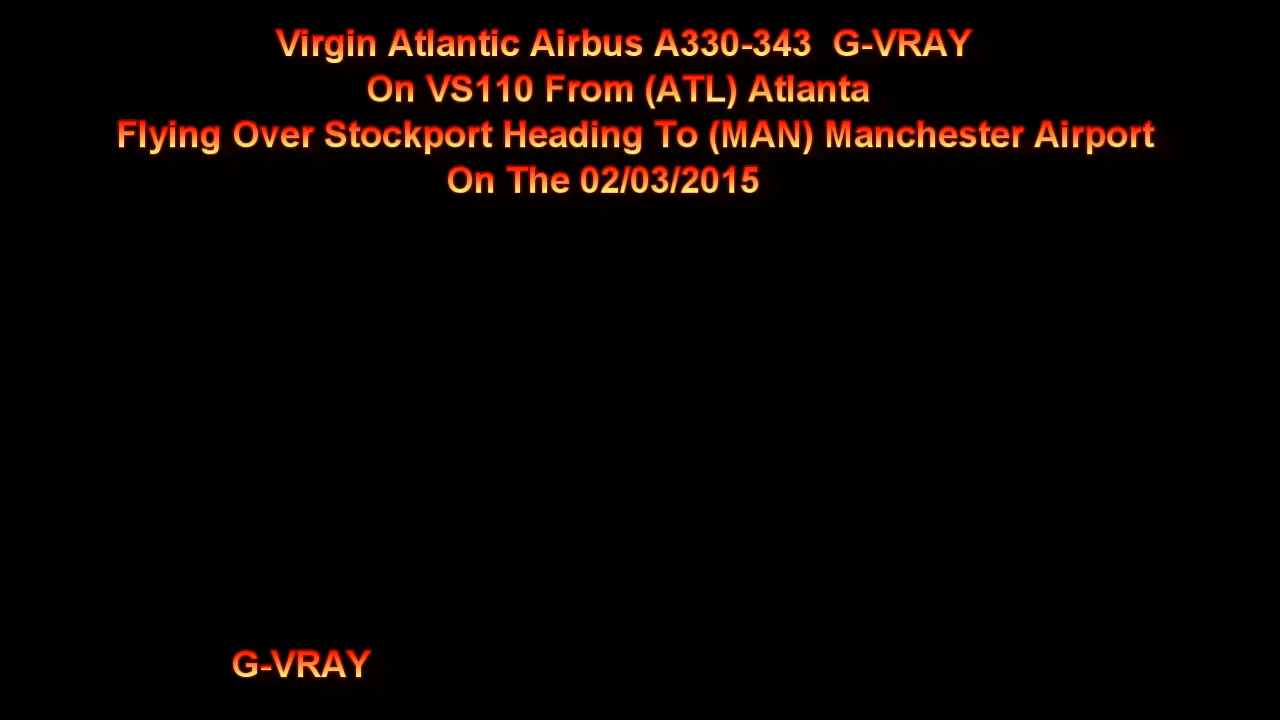 Virgin Atlantic Airbus A330-343 G-VRAY
On VS110 From (ATL) Atlanta
Flying Over Stockport Heading To (MAN) Manchester Airport
On The 02/03/2015
G-VRAY